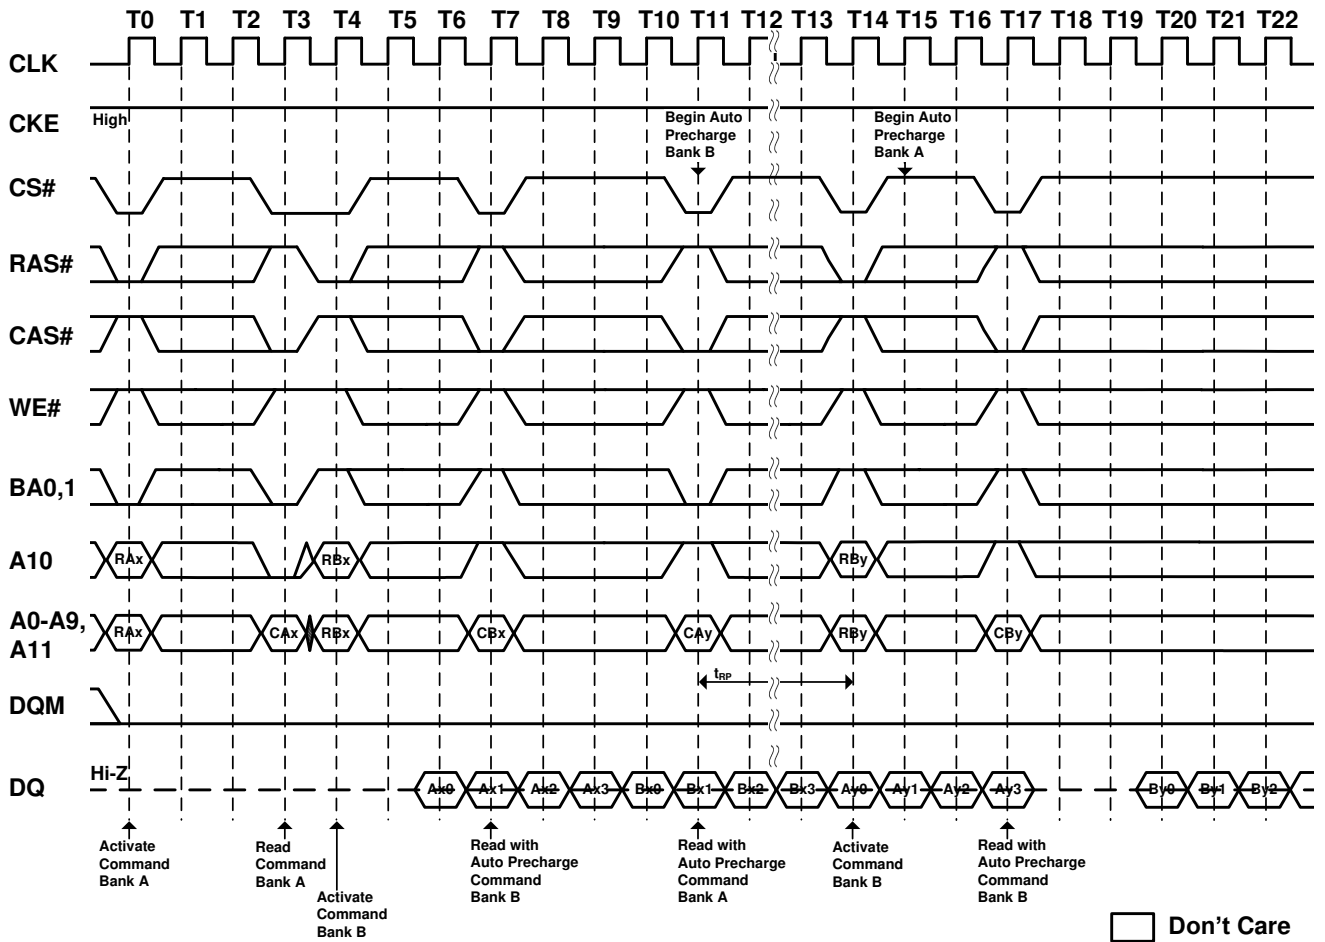 T0 T1 T2 T3 T4 T5 T6 T7 T8 T9 T10 T11 T12 T13 T14 T15 T16 T17 T18 T19 T20 T21 T22
CLK
CKE
High
Begin Auto
Precharge
Bank B
Begin Auto
Precharge
Bank A
CS#
RAS#
CAS#
WE#
BA0,1
A10
RAx RBx RBy
A0-A9,
A11
RAx CAx RBx CBx CAy RBy CBy
tRP
DQM
DQ
Hi-Z
Ax0 Ax1 Ax2 Ax3 Bx0 Bx1 Bx2 Bx3 Ay0 Ay1 Ay2 Ay3 By0 By1 By2
Activate
Command
Bank A
Read
Command
Bank A
Activate
Command
Bank B
Read with
Auto Precharge
Command
Bank B
Read with
Auto Precharge
Command
Bank A
Activate
Command
Bank B
Read with
Auto Precharge
Command
Bank B
Don't Care